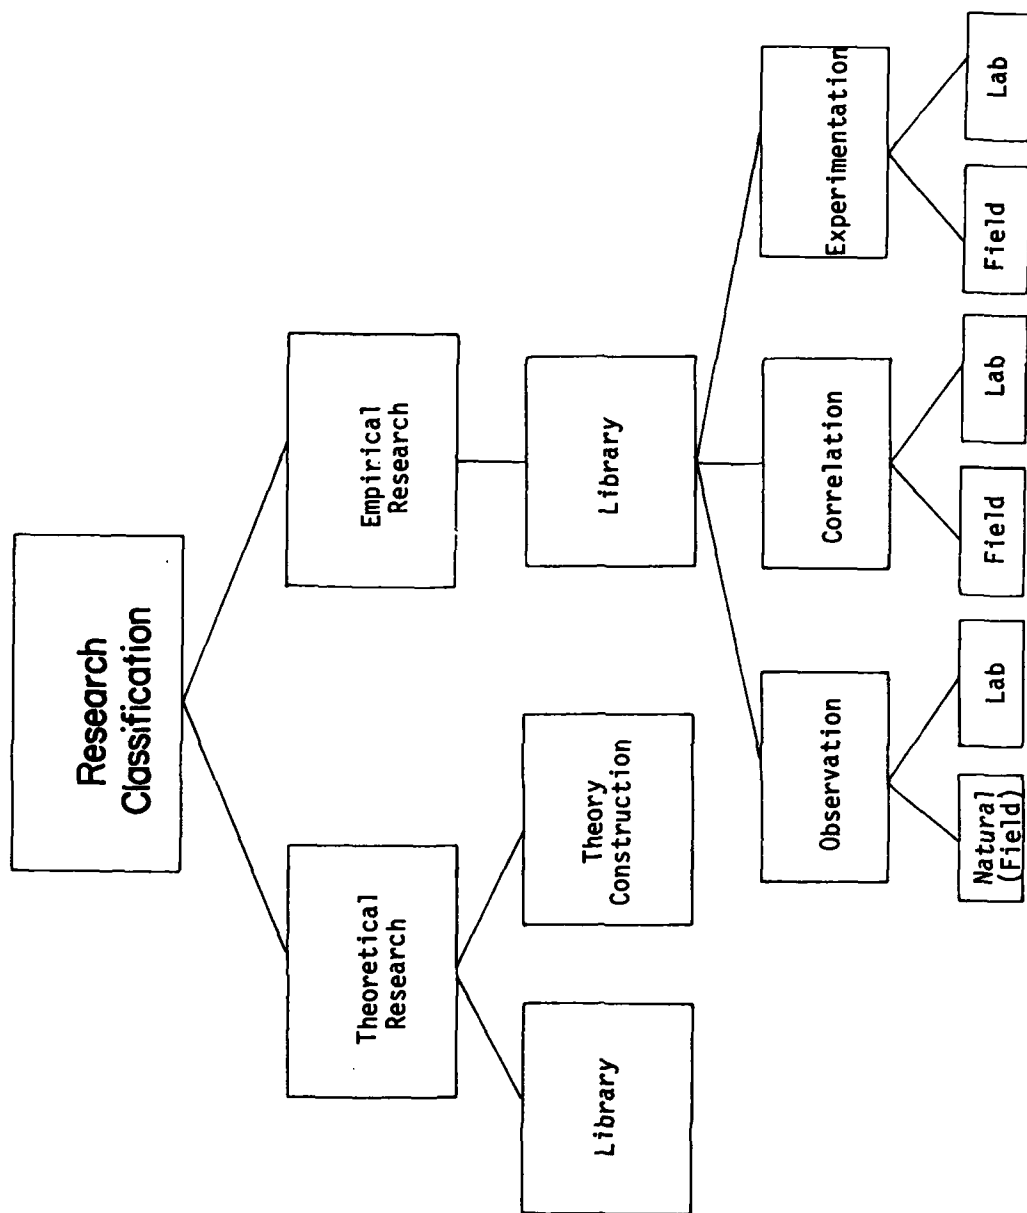 Research
Classification
Theoretical
Research
Empirical
Research
Library
Theory
Construction
Library
Observation
Correlation
Experimentation
Natural
(Field)
Lab
Field
Lab
Field
Lab